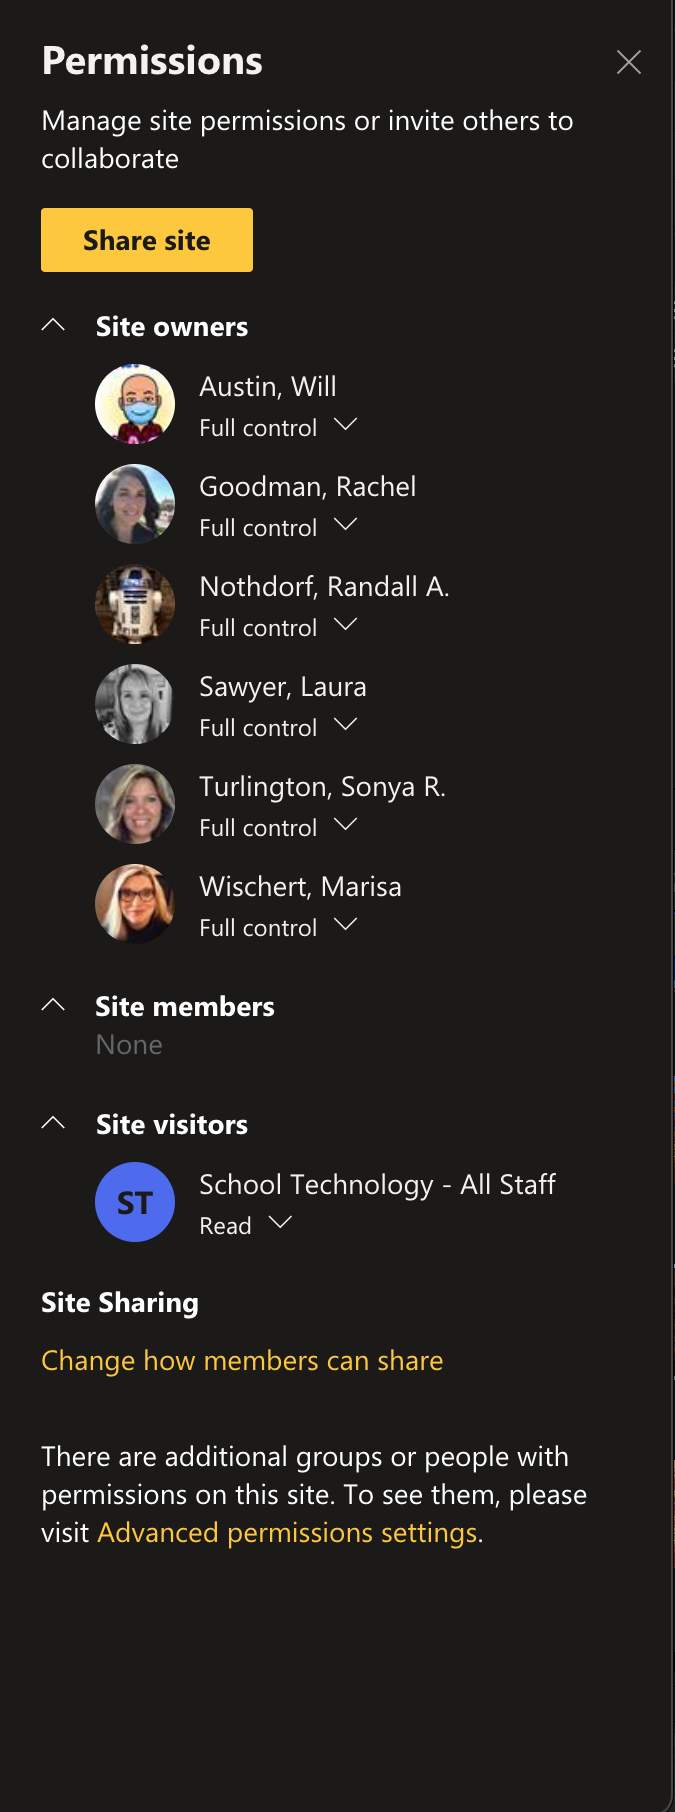 Permissions
Manage site permissions or invite others to
collaborate
Share site
Site owners
Austin, Will
Full control
Goodman, Rachel
Full control
Nothdorf, Randall A.
Full control
Sawyer, Laura
Full control
Turlington, Sonya R.
Full control
Wischert, Marisa
Full control
Site members
None
Site visitors
ST
School Technology - All Staff
Read
Site Sharing
Change how members can share
There are additional groups or people with
permissions on this site. To see them, please
visit Advanced permissions settings.